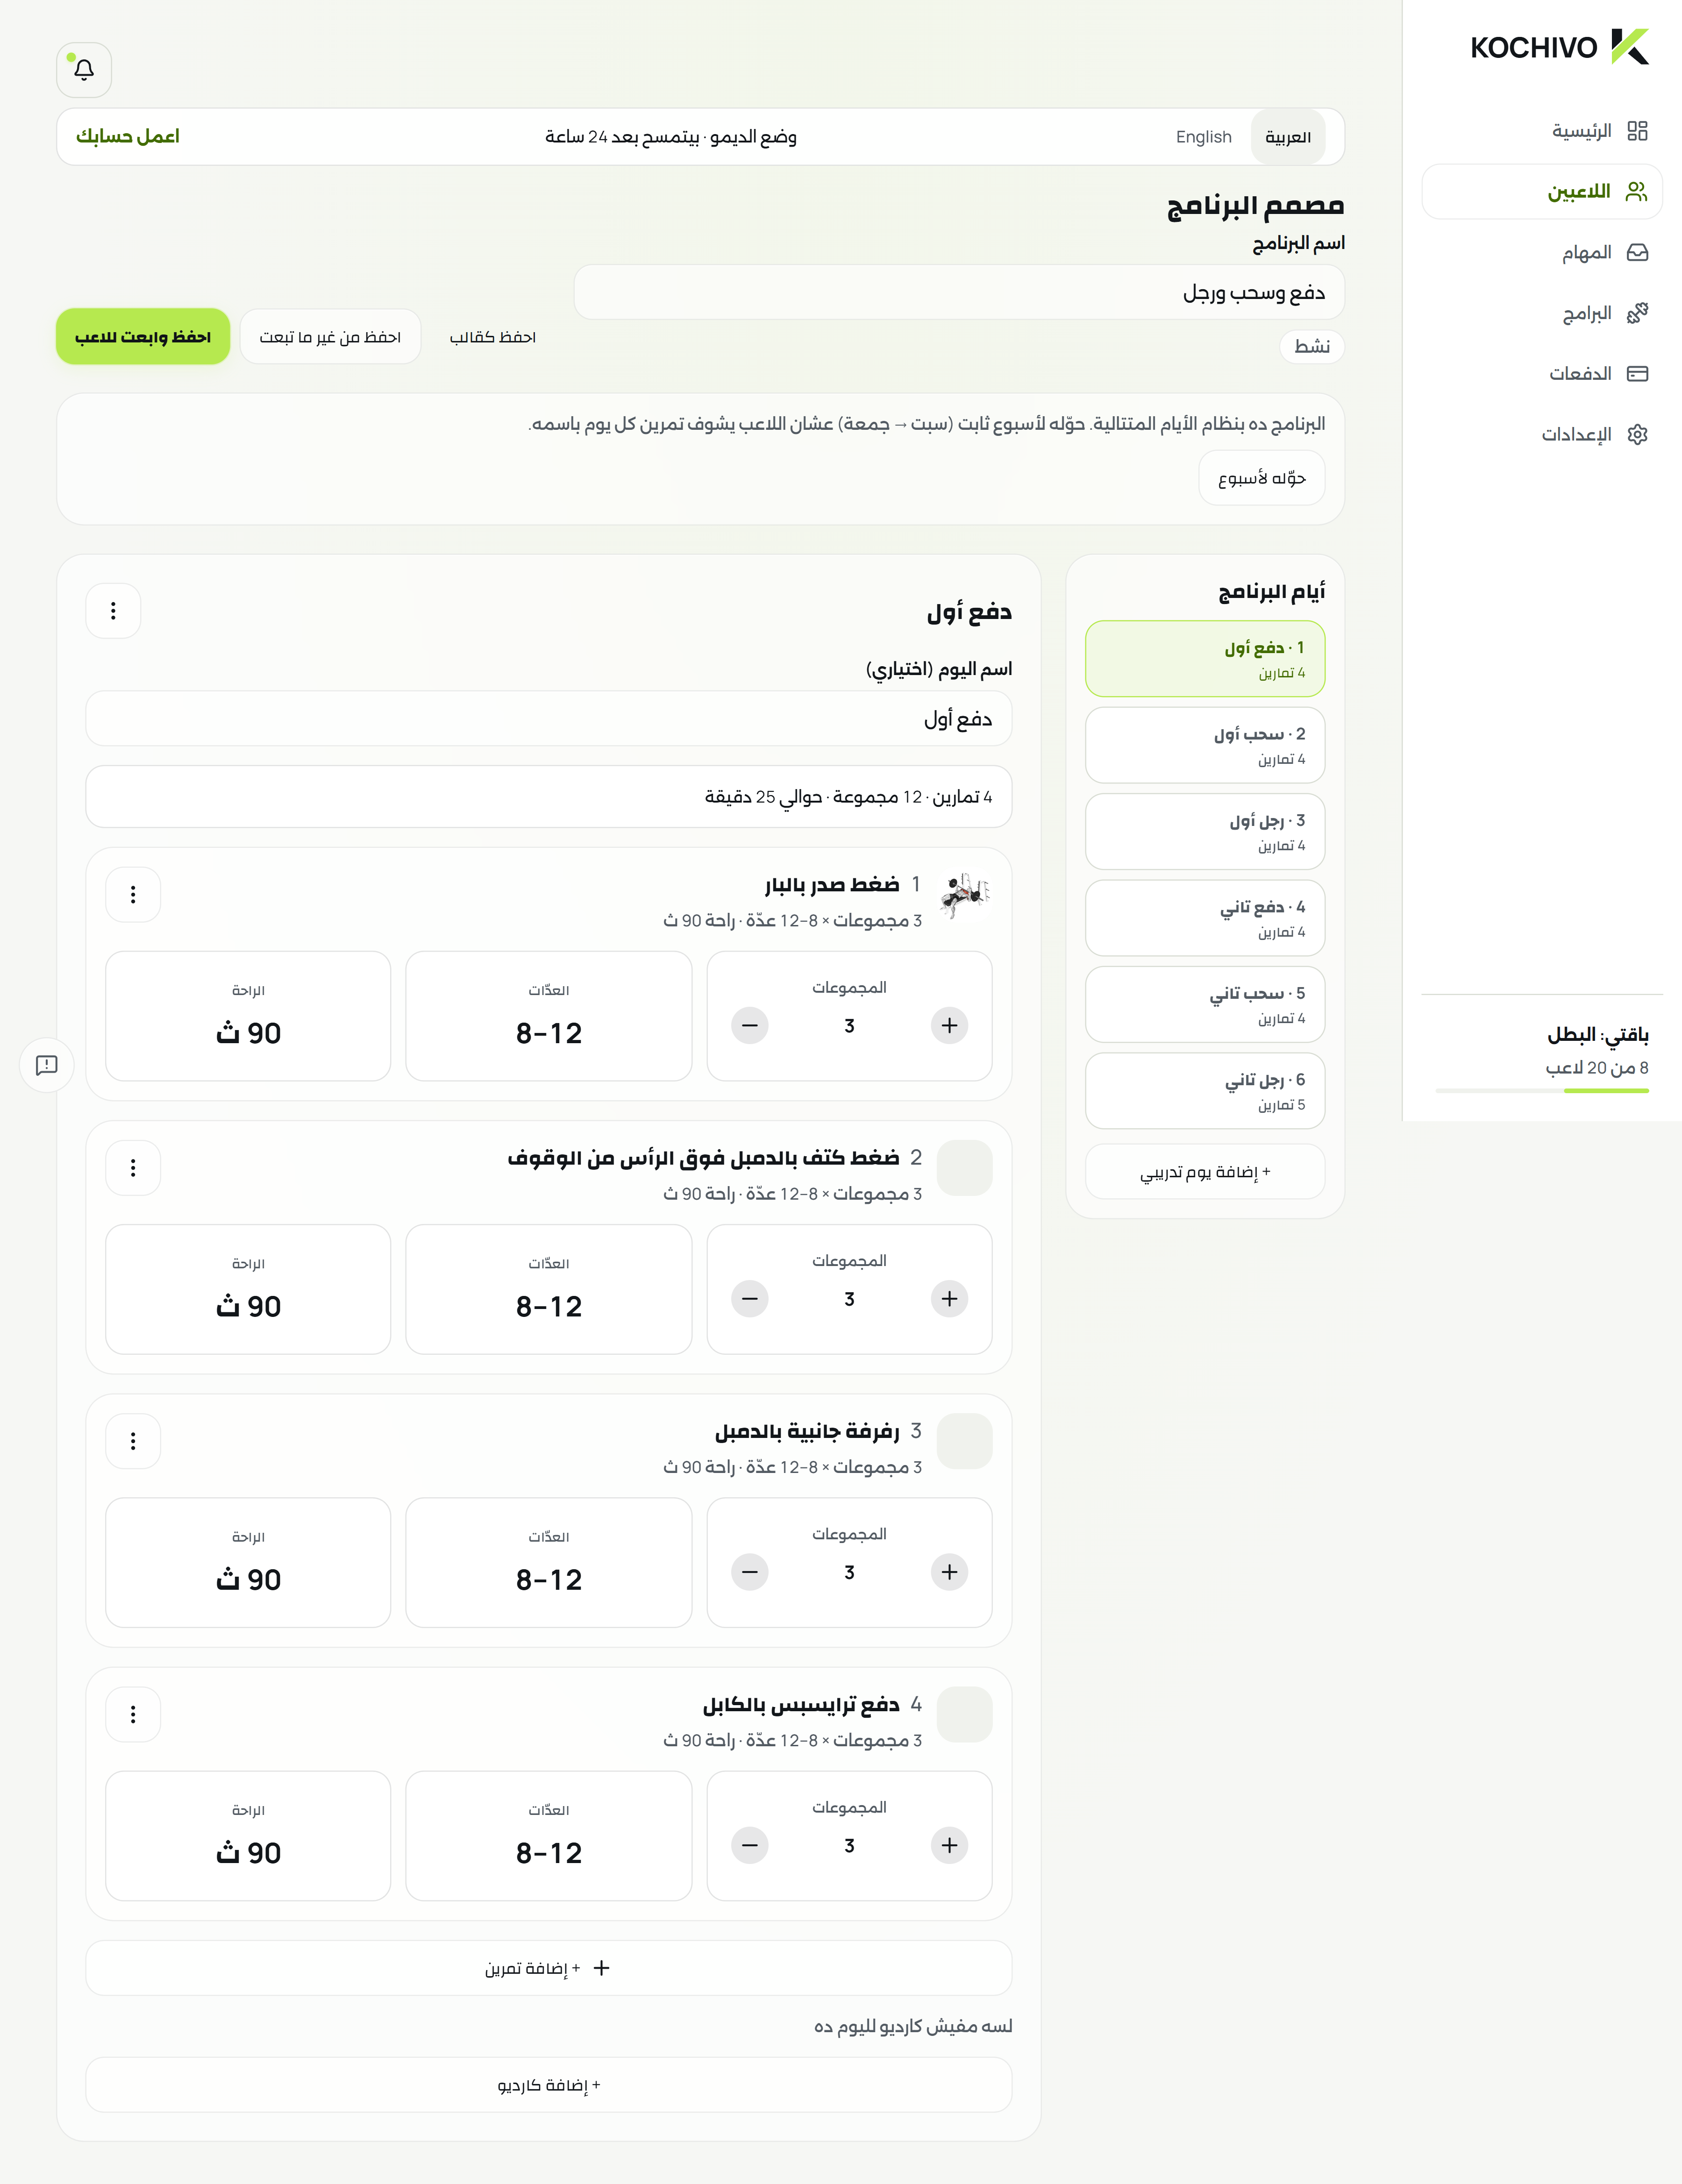 KOCHIVO
الرئيسية
اللاعبين
المهام
البرامج
الدفعات
الإعدادات
باقتي: البطل
8 من 20 لاعب
العربية
English
وضع الديمو · بيتمسح بعد 24 ساعة
اعمل حسابك
مصمم البرنامج
اسم البرنامج
دفع وسحب ورجل
نشط
احفظ كقالب
احفظ من غير ما تبعت
احفظ وابعت للاعب
البرنامج ده بنظام الأيام المتتالية. حوّله لأسبوع ثابت (سبت → جمعة) عشان اللاعب يشوف تمرين كل يوم باسمه.
حوّله لأسبوع
أيام البرنامج
1 · دفع أول
4 تمارين
2 · سحب أول
4 تمارين
3 · رجل أول
4 تمارين
4 · دفع تاني
4 تمارين
5 · سحب تاني
4 تمارين
6 · رجل تاني
5 تمارين
+ إضافة يوم تدريبي
دفع أول
اسم اليوم (اختياري)
دفع أول
4 تمارين · 12 مجموعة · حوالي 25 دقيقة
1 ضغط صدر بالبار
3 مجموعات × 8–12 عدّة · راحة 90 ث
المجموعات
+ 3 −
العدّات
8–12
الراحة
90 ث
2 ضغط كتف بالدمبل فوق الرأس من الوقوف
3 مجموعات × 8–12 عدّة · راحة 90 ث
المجموعات
+ 3 −
العدّات
8–12
الراحة
90 ث
3 رفرفة جانبية بالدمبل
3 مجموعات × 8–12 عدّة · راحة 90 ث
المجموعات
+ 3 −
العدّات
8–12
الراحة
90 ث
4 دفع ترايسبس بالكابل
3 مجموعات × 8–12 عدّة · راحة 90 ث
المجموعات
+ 3 −
العدّات
8–12
الراحة
90 ث
+ + إضافة تمرين
لسه مفيش كارديو لليوم ده
+ إضافة كارديو